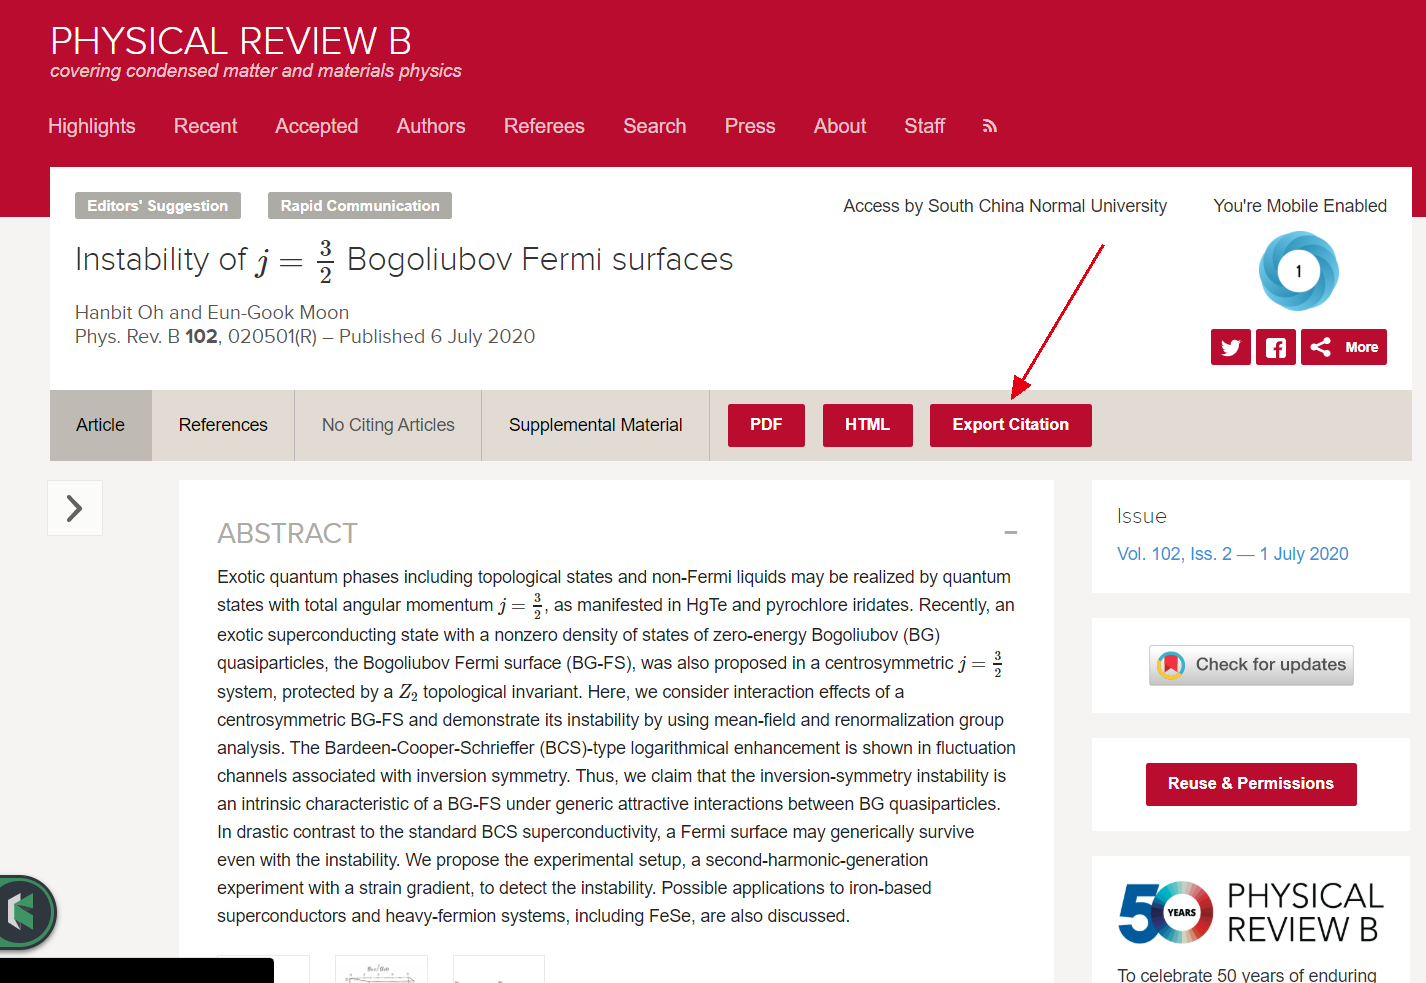 PHYSICAL REVIEW B
covering condensed matter and materials physics
Highlights Recent Accepted Authors Referees Search Press About Staff
Editors' Suggestion Rapid Communication
Access by South China Normal University You're Mobile Enabled
Instability of j = 3/2 Bogoliubov Fermi surfaces
1
Hanbit Oh and Eun-Gook Moon
Phys. Rev. B 102, 020501(R) – Published 6 July 2020
More
Article References No Citing Articles Supplemental Material PDF HTML Export Citation
ABSTRACT
Exotic quantum phases including topological states and non-Fermi liquids may be realized by quantum
states with total angular momentum j = 3/2, as manifested in HgTe and pyrochlore iridates. Recently, an
exotic superconducting state with a nonzero density of states of zero-energy Bogoliubov (BG)
quasiparticles, the Bogoliubov Fermi surface (BG-FS), was also proposed in a centrosymmetric j = 3/2
system, protected by a Z₂ topological invariant. Here, we consider interaction effects of a
centrosymmetric BG-FS and demonstrate its instability by using mean-field and renormalization group
analysis. The Bardeen-Cooper-Schrieffer (BCS)-type logarithmical enhancement is shown in fluctuation
channels associated with inversion symmetry. Thus, we claim that the inversion-symmetry instability is
an intrinsic characteristic of a BG-FS under generic attractive interactions between BG quasiparticles.
In drastic contrast to the standard BCS superconductivity, a Fermi surface may generically survive
even with the instability. We propose the experimental setup, a second-harmonic-generation
experiment with a strain gradient, to detect the instability. Possible applications to iron-based
superconductors and heavy-fermion systems, including FeSe, are also discussed.
Issue
Vol. 102, Iss. 2 — 1 July 2020
Check for updates
Reuse & Permissions
50 YEARS
PHYSICAL
REVIEW B
To celebrate 50 years of enduring